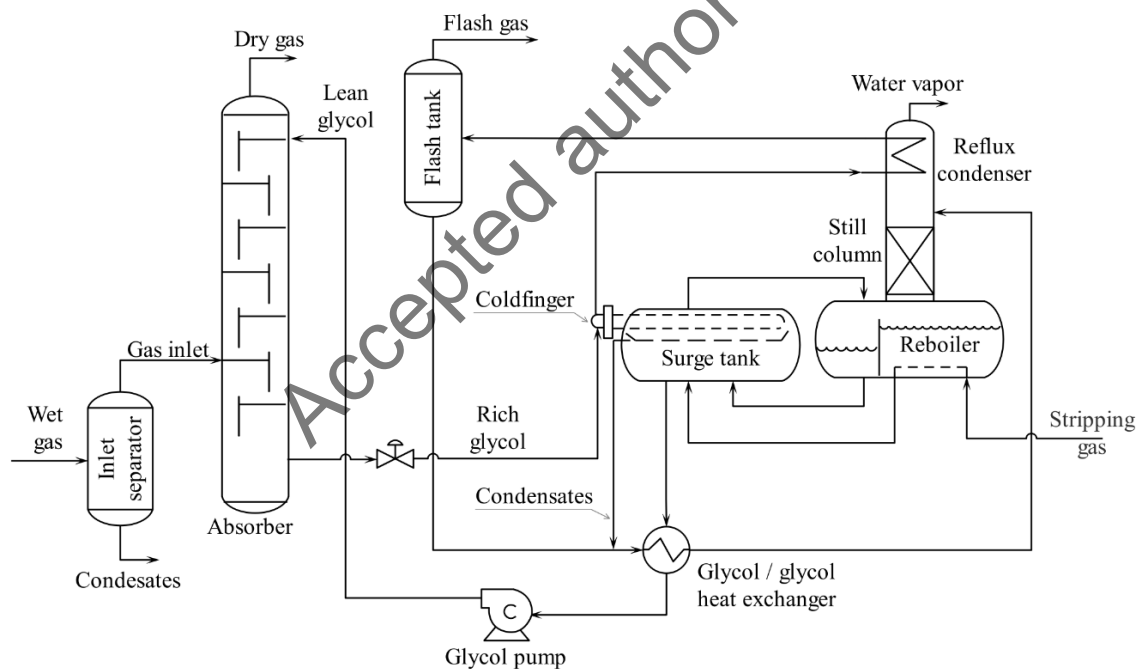 Flash gas
Dry gas
Lean
glycol
Flash tank
Water vapor
Reflux
condenser
Still
column
Coldfinger
Gas inlet
Surge tank
Reboiler
Wet
gas
Inlet
separator
Rich
glycol
Stripping
gas
Condensates
Absorber
Condesates
Glycol / glycol
heat exchanger
C
Glycol pump
Accepted author